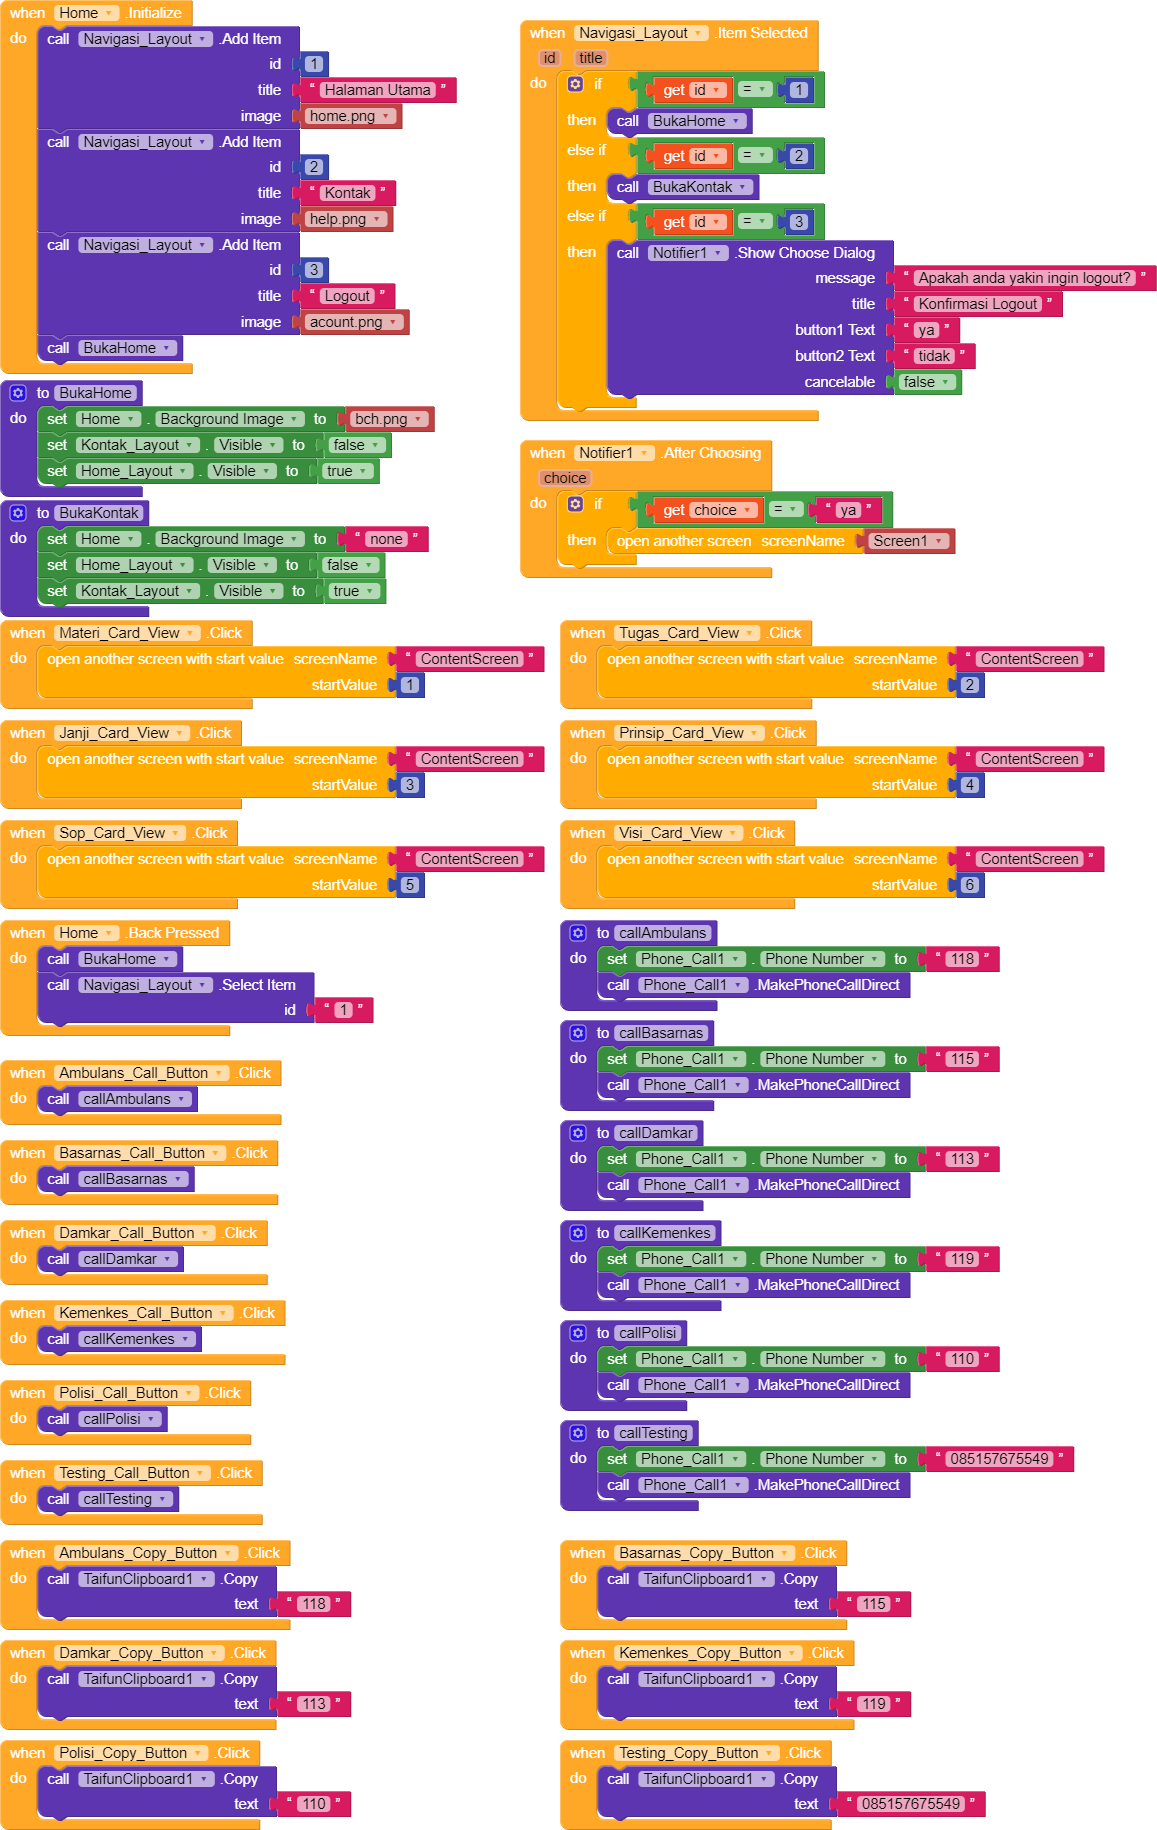 when Home .Initialize
do call Navigasi_Layout .Add Item
id 1
title " Halaman Utama "
image home.png
call Navigasi_Layout .Add Item
id 2
title " Kontak "
image help.png
call Navigasi_Layout .Add Item
id 3
title " Logout "
image acount.png
call BukaHome
to BukaHome
do set Home . Background Image to bch.png
set Kontak_Layout . Visible to false
set Home_Layout . Visible to true
to BukaKontak
do set Home . Background Image to " none "
set Home_Layout . Visible to false
set Kontak_Layout . Visible to true
when Navigasi_Layout .Item Selected
id title
do if get id = 1
then call BukaHome
else if get id = 2
then call BukaKontak
else if get id = 3
then call Notifier1 .Show Choose Dialog
message " Apakah anda yakin ingin logout? "
title " Konfirmasi Logout "
button1 Text " ya "
button2 Text " tidak "
cancelable false
when Notifier1 .After Choosing
choice
do if get choice = " ya "
then open another screen screenName Screen1
when Materi_Card_View .Click
do open another screen with start value screenName " ContentScreen "
startValue 1
when Tugas_Card_View .Click
do open another screen with start value screenName " ContentScreen "
startValue 2
when Janji_Card_View .Click
do open another screen with start value screenName " ContentScreen "
startValue 3
when Prinsip_Card_View .Click
do open another screen with start value screenName " ContentScreen "
startValue 4
when Sop_Card_View .Click
do open another screen with start value screenName " ContentScreen "
startValue 5
when Visi_Card_View .Click
do open another screen with start value screenName " ContentScreen "
startValue 6
when Home .Back Pressed
do call BukaHome
call Navigasi_Layout .Select Item
id " 1 "
when Ambulans_Call_Button .Click
do call callAmbulans
when Basarnas_Call_Button .Click
do call callBasarnas
when Damkar_Call_Button .Click
do call callDamkar
when Kemenkes_Call_Button .Click
do call callKemenkes
when Polisi_Call_Button .Click
do call callPolisi
when Testing_Call_Button .Click
do call callTesting
to callAmbulans
do set Phone_Call1 . Phone Number to " 118 "
call Phone_Call1 .MakePhoneCallDirect
to callBasarnas
do set Phone_Call1 . Phone Number to " 115 "
call Phone_Call1 .MakePhoneCallDirect
to callDamkar
do set Phone_Call1 . Phone Number to " 113 "
call Phone_Call1 .MakePhoneCallDirect
to callKemenkes
do set Phone_Call1 . Phone Number to " 119 "
call Phone_Call1 .MakePhoneCallDirect
to callPolisi
do set Phone_Call1 . Phone Number to " 110 "
call Phone_Call1 .MakePhoneCallDirect
to callTesting
do set Phone_Call1 . Phone Number to " 085157675549 "
call Phone_Call1 .MakePhoneCallDirect
when Ambulans_Copy_Button .Click
do call TaifunClipboard1 .Copy
text " 118 "
when Basarnas_Copy_Button .Click
do call TaifunClipboard1 .Copy
text " 115 "
when Damkar_Copy_Button .Click
do call TaifunClipboard1 .Copy
text " 113 "
when Kemenkes_Copy_Button .Click
do call TaifunClipboard1 .Copy
text " 119 "
when Polisi_Copy_Button .Click
do call TaifunClipboard1 .Copy
text " 110 "
when Testing_Copy_Button .Click
do call TaifunClipboard1 .Copy
text " 085157675549 "